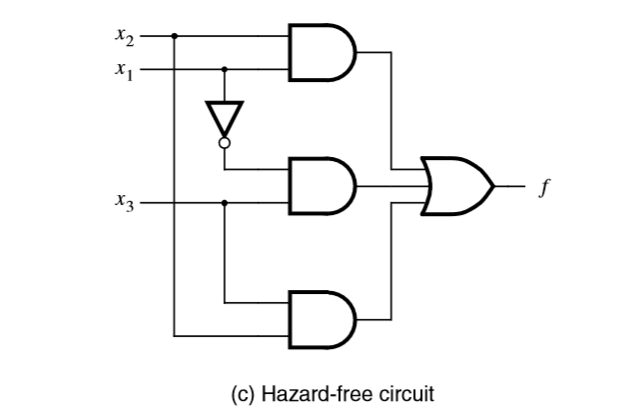 x₂
x₁
x₃
f
(c) Hazard-free circuit